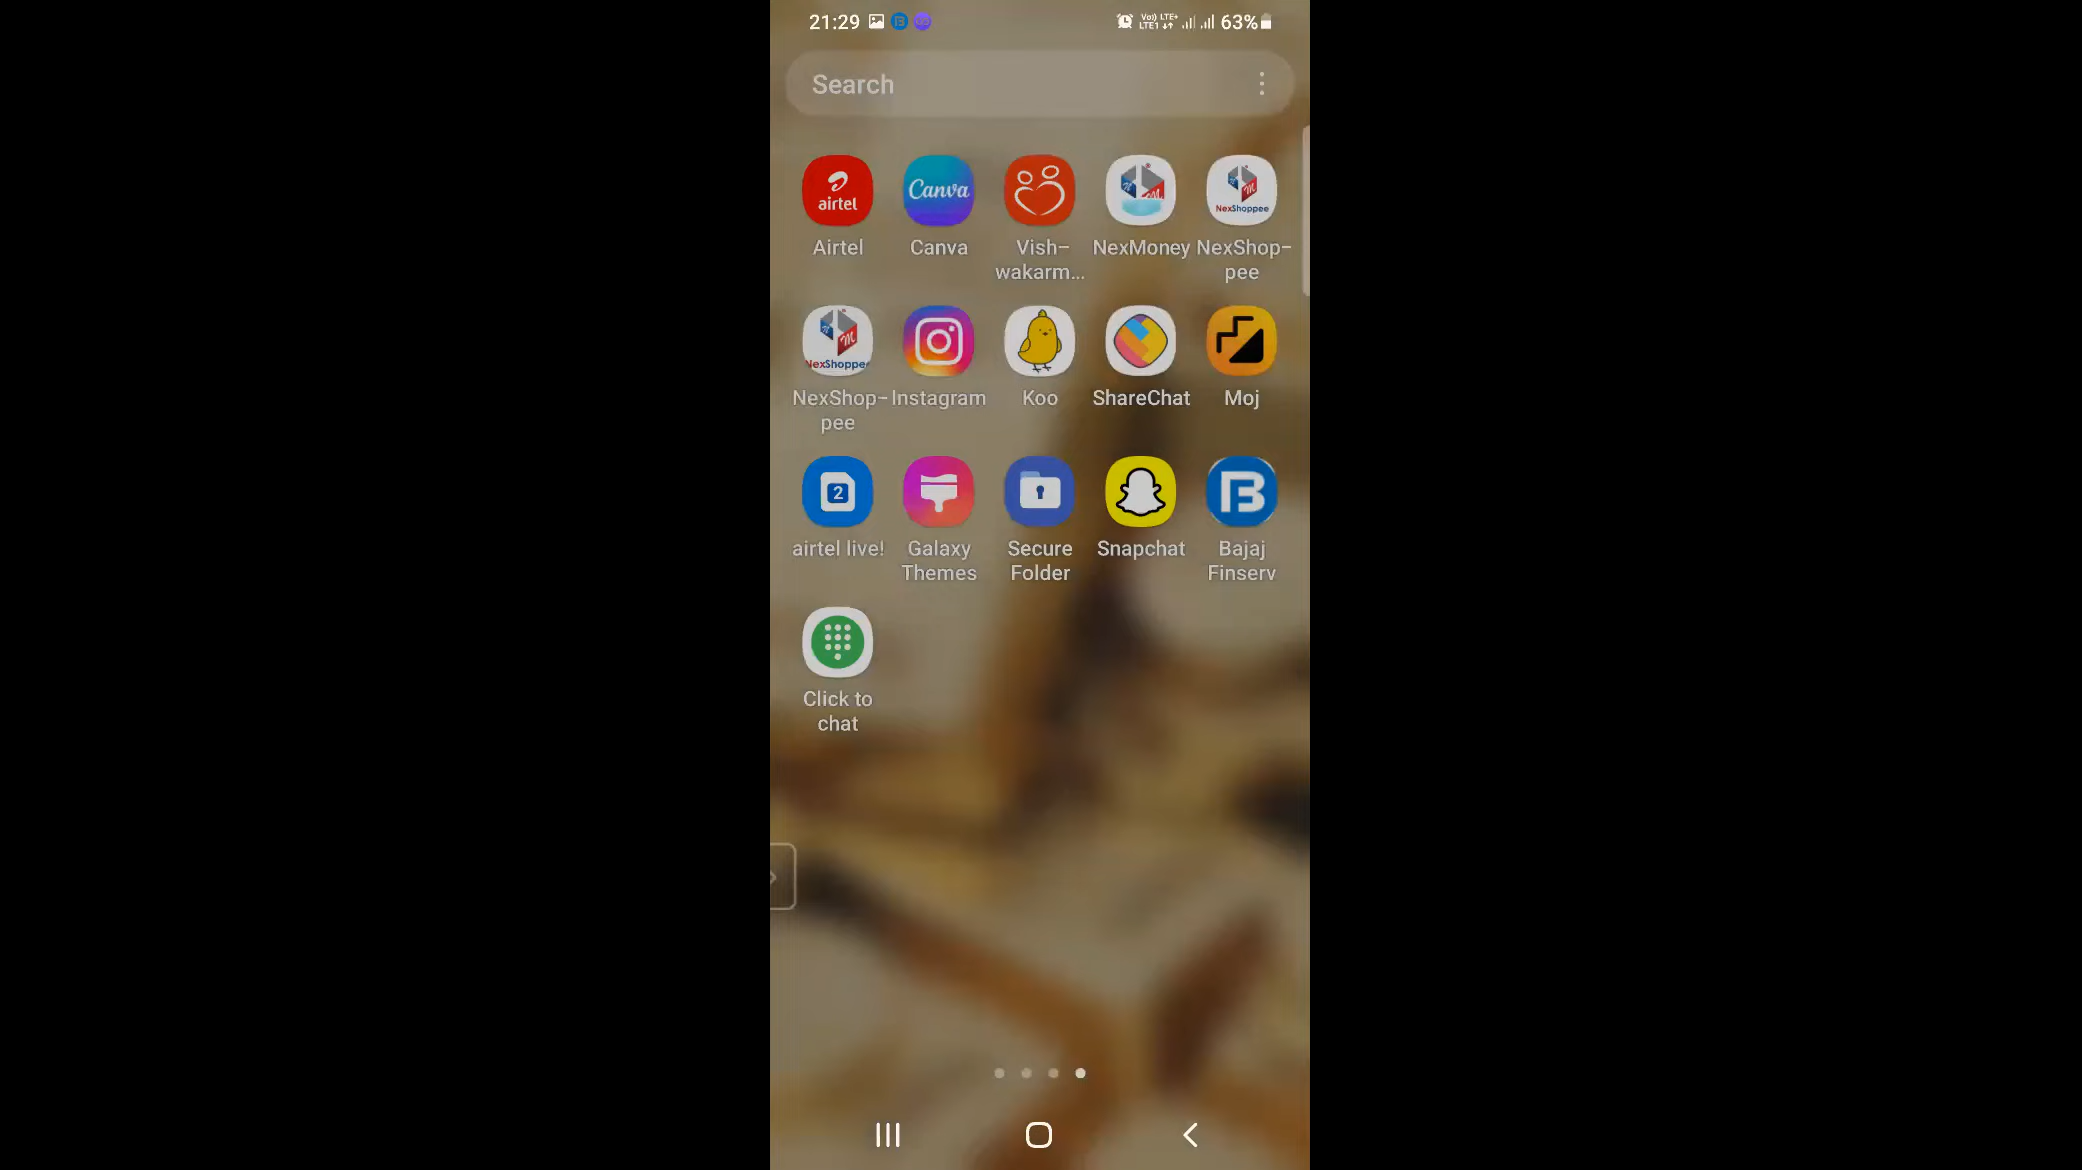 21:29 63%
Search
airtel
Canva
NexShoppee
Airtel Canva Vish- NexMoney NexShop-
wakarm... pee
NexShoppee
NexShop- Instagram Koo ShareChat Moj
pee
2
airtel live! Galaxy Secure Snapchat Bajaj
Themes Folder Finserv
Click to
chat